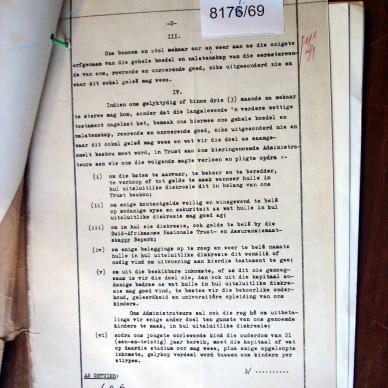 8176/69
-2-
III.
Ons benoem en stel mekaar oor en weer aan as die enigste
erfgenaam van die gehele boedel en nalatenskap van die eerssterwen-
de van ons, roerende en onroerende goed, niks uitgesonderd nie en
waar dit ookal geleë mag wees.
IV.
Indien ons gelyktydig of binne drie (3) maande na mekaar
te sterwe mag kom, sonder dat die langslewende 'n verdere wettige
testament nagelaat het, bemaak ons hiermee ons gehele boedel en
nalatenskap, roerende en onroerende goed, niks uitgesonderd nie en
waar dit ookal geleë mag wees en wat vir die doel as saamge-
smelt beskou moet word, in Trust aan ons hieringenoemde Administra-
teurs aan wie ons die volgende magte verleen en pligte opdra :-
(i) om die bates te aanvaar, te beheer en te beredder,
te verkoop of tot gelde te maak wanneer hulle in
hul uitsluitlike diskresie dit in belang van ons
Trust beskou;
(ii) om enige kontantgelde veilig en winsgewend te belê
op sodanige wyse en sekuriteit as wat hulle in hul
uitsluitlike diskresie mag goed ag;
(iii) om in hul eie diskresie, ook gelde te belê by die
Suid-Afrikaanse Nasionale Trust- en Assuransiemaat-
skappy Beperk;
(iv) om enige beleggings op te roep en weer te belê namate
hulle in hul uitsluitlike diskresie dit wenslik of
nodig vind om uitvoering aan hierdie testament te gee;
(v) om uit die beskikbare inkomste, of as dit nie genoeg-
saam is vir die doel nie, dan ook uit die kapitaal so-
danige bedrae as wat hulle in hul uitsluitlike diskre-
sie mag goed vind, te bestee vir die behoorlike onder-
houd, geleerdheid en universitêre opleiding van ons
kinders.
Ons Administrateurs sal ook die reg hê om uitbeta-
lings vir enige ander doel ten gunste van ons genoemde
kinders te maak, in hul uitsluitlike diskresie;
(vi) sodra ons jongste oorlewende kind die ouderdom van 21
(een-en-twintig) jaar bereik, moet die kapitaal of wat
op daardie stadium oor mag wees, plus enige opgeloopte
inkomste, gelykop verdeel word tussen ons kinders per
stirpes.
3/ ..........
AS GETUIES: